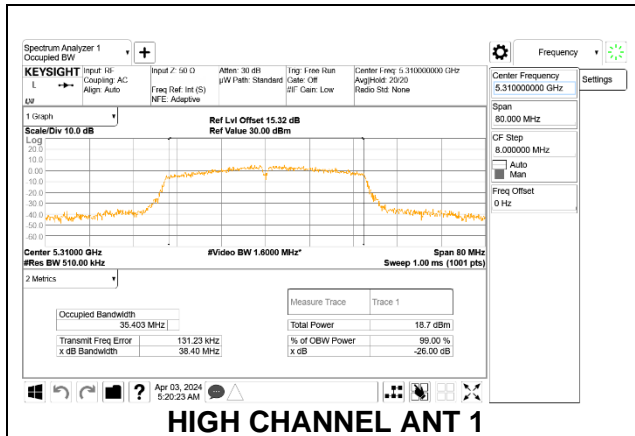 Spectrum Analyzer 1
Occupied BW
Frequency
KEYSIGHT Input: RF
Coupling: AC
Align: Auto
L
Input Z: 50 Ω
Freq Ref: Int (S)
NFE: Adaptive
Atten: 30 dB
µW Path: Standard
Trig: Free Run
Gate: Off
#IF Gain: Low
Center Freq: 5.310000000 GHz
Avg|Hold: 20/20
Radio Std: None
Center Frequency
5.310000000 GHz
Settings
Span
80.000 MHz
CF Step
8.000000 MHz
Auto
Man
Freq Offset
0 Hz
1 Graph
Scale/Div 10.0 dB
Ref Lvl Offset 15.32 dB
Ref Value 30.00 dBm
Log
20.0
10.0
0.00
-10.0
-20.0
-30.0
-40.0
-50.0
-60.0
Center 5.31000 GHz
#Res BW 510.00 kHz
#Video BW 1.6000 MHz*
Span 80 MHz
Sweep 1.00 ms (1001 pts)
2 Metrics
Measure Trace Trace 1
Occupied Bandwidth
35.403 MHz
Total Power 18.7 dBm
Transmit Freq Error 131.23 kHz
% of OBW Power 99.00 %
x dB Bandwidth 38.40 MHz
x dB -26.00 dB
?
Apr 03, 2024
5:20:23 AM
HIGH CHANNEL ANT 1